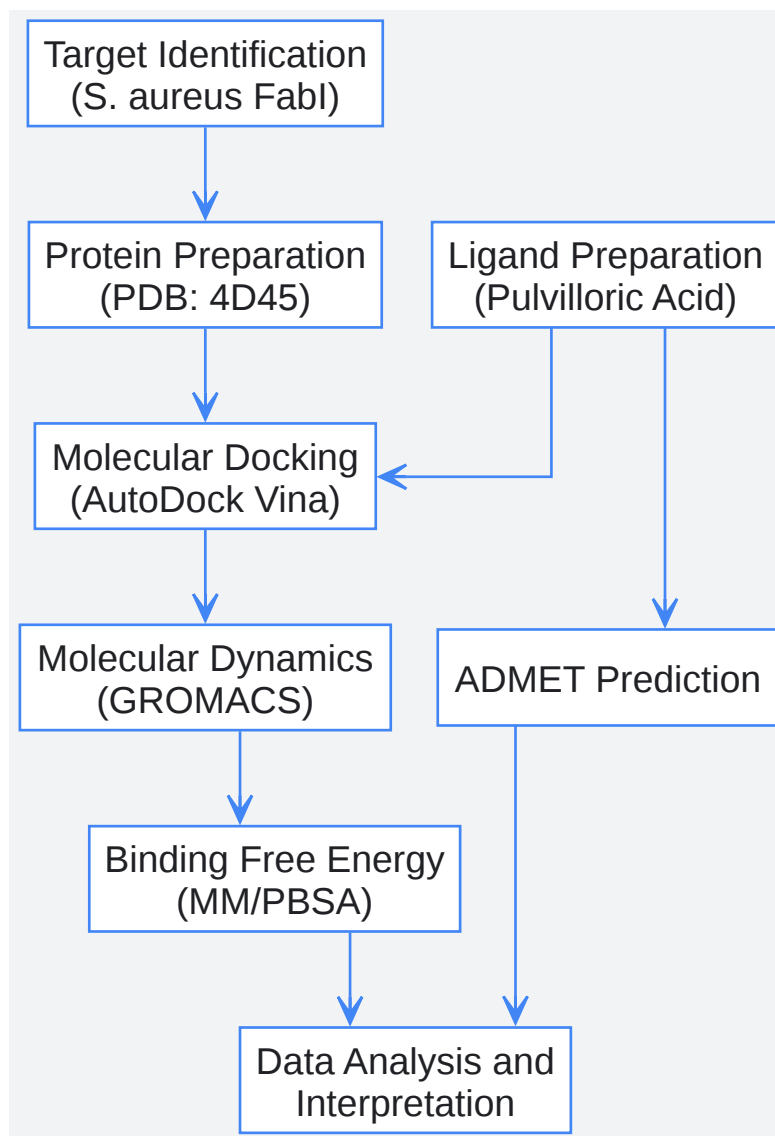 Target Identification
(S. aureus FabI)
Protein Preparation
(PDB: 4D45)
Ligand Preparation
(Pulvilloric Acid)
Molecular Docking
(AutoDock Vina)
Molecular Dynamics
(GROMACS)
ADMET Prediction
Binding Free Energy
(MM/PBSA)
Data Analysis and
Interpretation